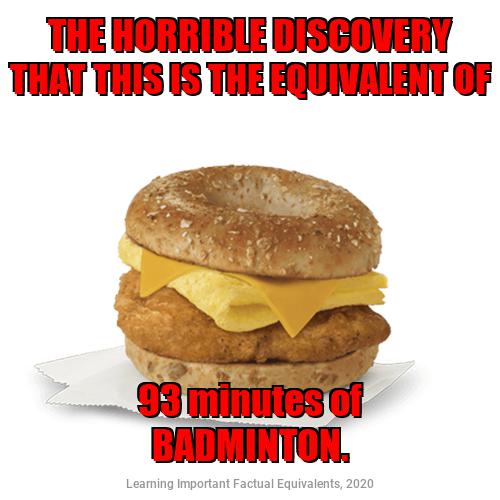 THE HORRIBLE DISCOVERY
THAT THIS IS THE EQUIVALENT OF
93 minutes of
BADMINTON.
Learning Important Factual Equivalents, 2020